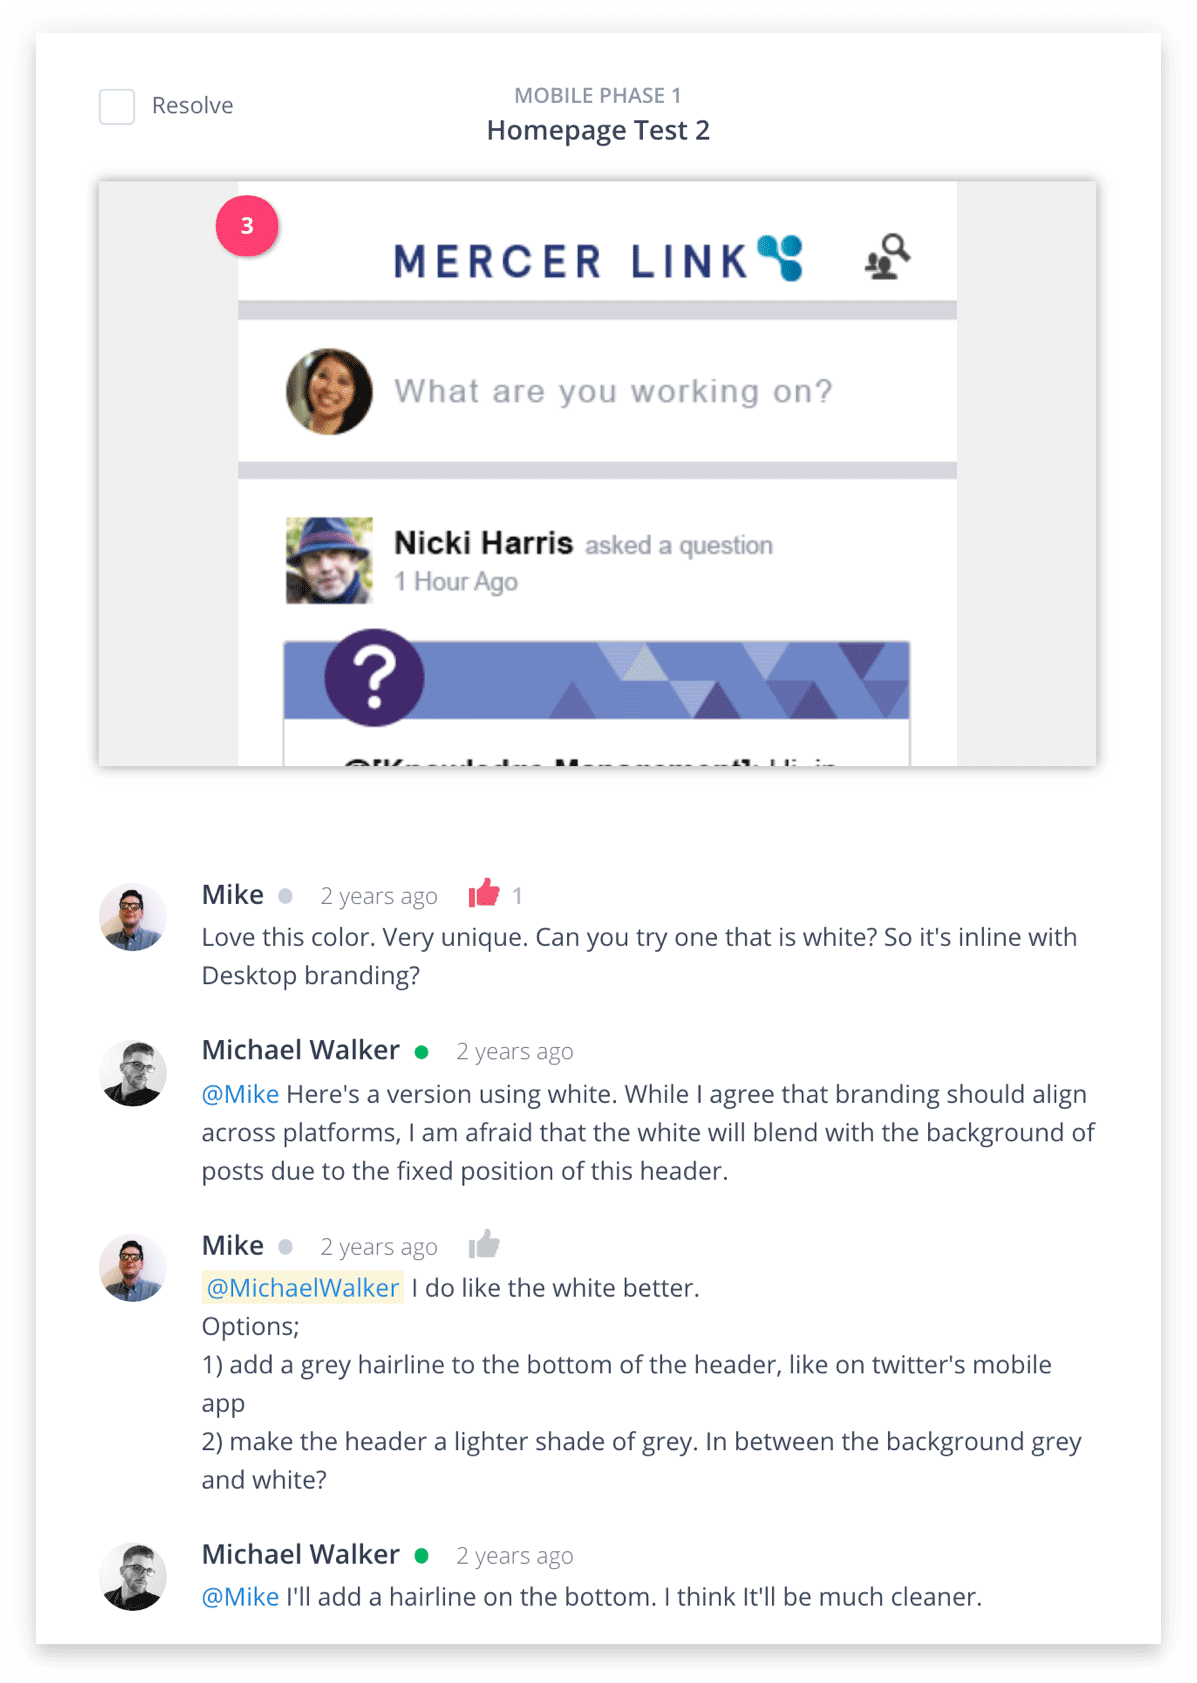 Resolve
MOBILE PHASE 1
Homepage Test 2
3
MERCER LINK
What are you working on?
Nicki Harris asked a question
1 Hour Ago
?
@[Knowledge Management]: Hi, in
Mike 2 years ago 1
Love this color. Very unique. Can you try one that is white? So it's inline with
Desktop branding?
Michael Walker 2 years ago
@Mike Here's a version using white. While I agree that branding should align
across platforms, I am afraid that the white will blend with the background of
posts due to the fixed position of this header.
Mike 2 years ago
@MichaelWalker I do like the white better.
Options;
1) add a grey hairline to the bottom of the header, like on twitter's mobile
app
2) make the header a lighter shade of grey. In between the background grey
and white?
Michael Walker 2 years ago
@Mike I'll add a hairline on the bottom. I think It'll be much cleaner.